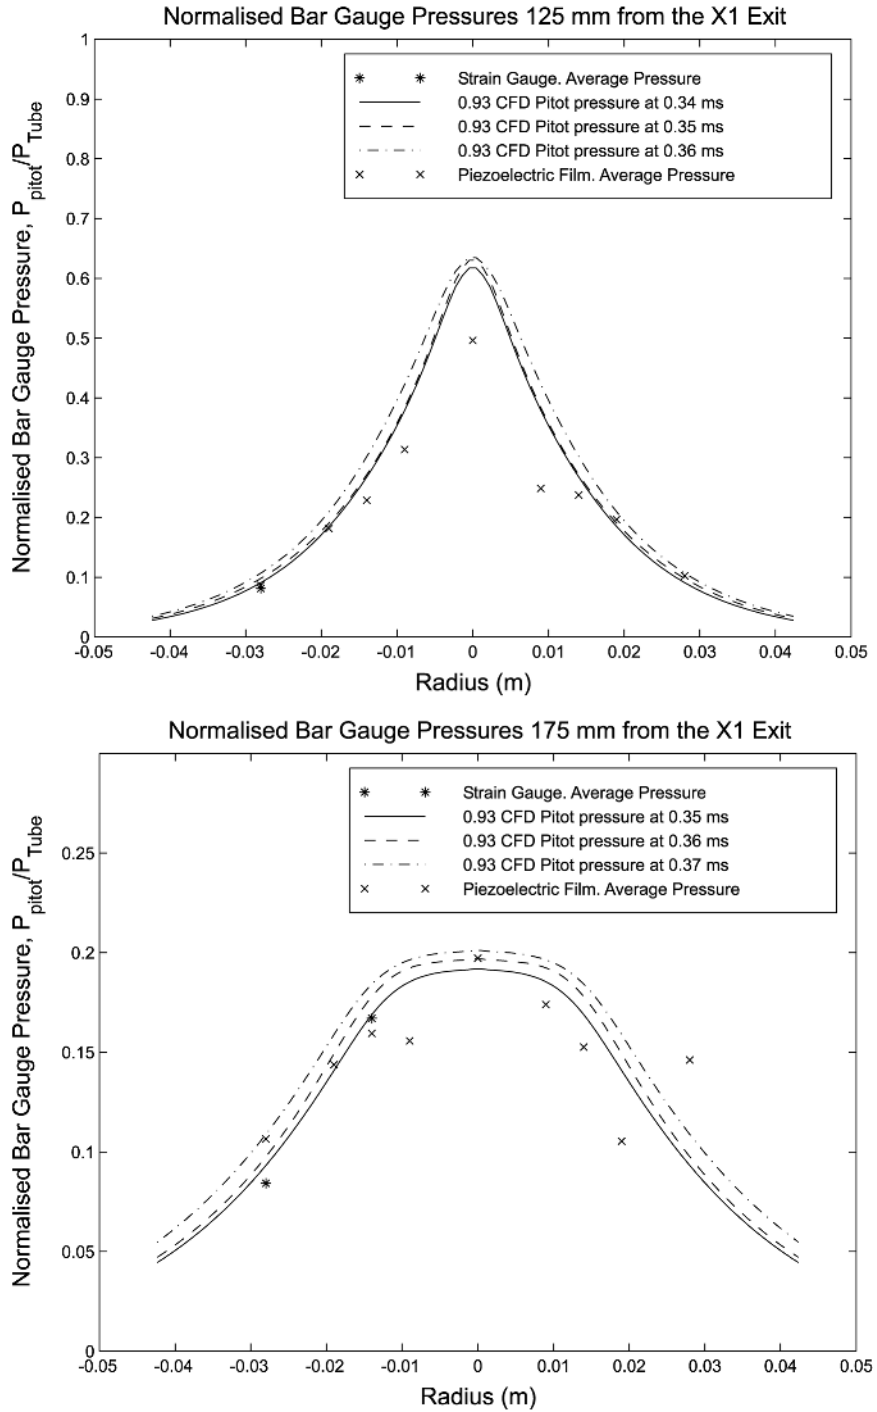 Normalised Bar Gauge Pressures 125 mm from the X1 Exit
1
0.9
0.8
0.7
0.6
0.5
0.4
0.3
0.2
0.1
0
Normalised Bar Gauge Pressure, P_pitot/P_Tube
Strain Gauge. Average Pressure
0.93 CFD Pitot pressure at 0.34 ms
0.93 CFD Pitot pressure at 0.35 ms
0.93 CFD Pitot pressure at 0.36 ms
Piezoelectric Film. Average Pressure
-0.05 -0.04 -0.03 -0.02 -0.01 0 0.01 0.02 0.03 0.04 0.05
Radius (m)
Normalised Bar Gauge Pressures 175 mm from the X1 Exit
0.25
0.2
0.15
0.1
0.05
0
Normalised Bar Gauge Pressure, P_pitot/P_Tube
Strain Gauge. Average Pressure
0.93 CFD Pitot pressure at 0.35 ms
0.93 CFD Pitot pressure at 0.36 ms
0.93 CFD Pitot pressure at 0.37 ms
Piezoelectric Film. Average Pressure
-0.05 -0.04 -0.03 -0.02 -0.01 0 0.01 0.02 0.03 0.04 0.05
Radius (m)